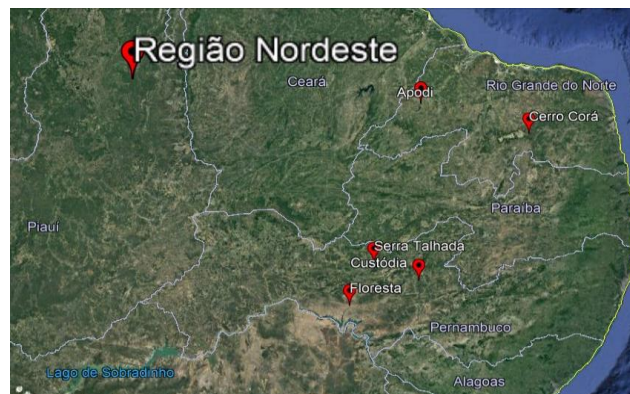 Região Nordeste
Ceará
Apodi
Rio Grande do Norte
Cerro Corá
Paraíba
Piauí
Serra Talhada
Custódia
Floresta
Pernambuco
Lago de Sobradinho
Alagoas